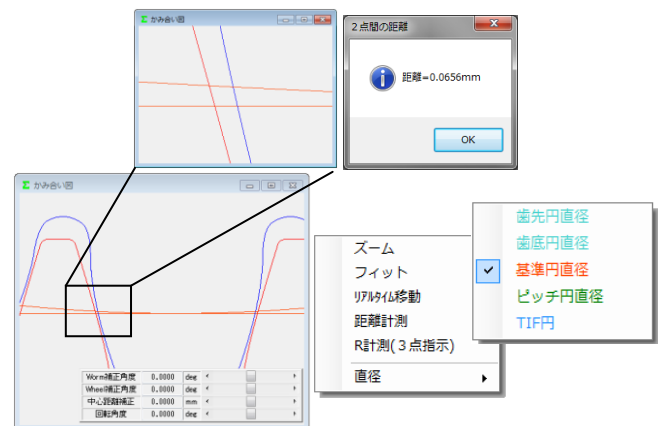 Σ かみ合い図
2点間の距離
距離=0.0656mm
OK
Σ かみ合い図
Worm補正角度 0.0000 deg
Wheel補正角度 0.0000 deg
中心距離補正 0.0000 mm
回転角度 0.0000 deg
ズーム
フィット
ﾘｱﾙﾀｲﾑ移動
距離計測
R計測(3点指示)
直径
歯先円直径
歯底円直径
基準円直径
ピッチ円直径
TIF円